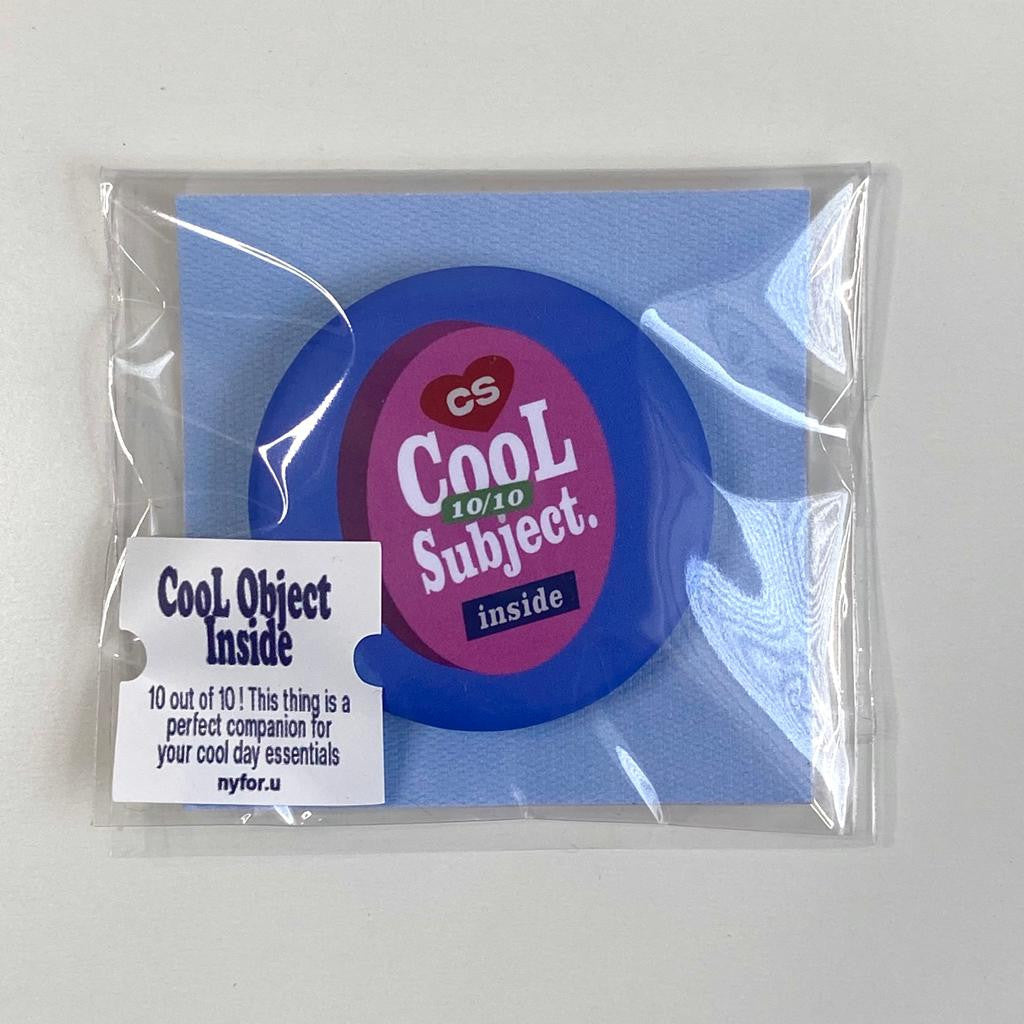 CS
CooL
10/10
Subject.
inside
CooL Object
Inside
10 out of 10 ! This thing is a
perfect companion for
your cool day essentials
nyfor.u